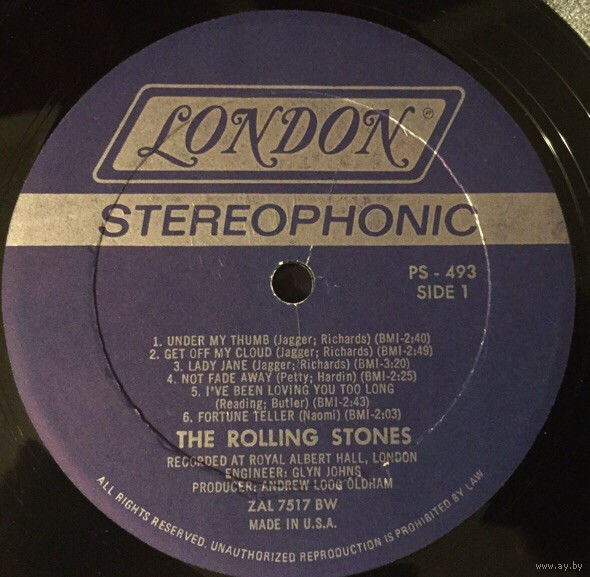 LONDON®
STEREOPHONIC
PS - 493
SIDE 1
1. UNDER MY THUMB (Jagger; Richards) (BMI-2:40)
2. GET OFF MY CLOUD (Jagger; Richards) (BMI-2:49)
3. LADY JANE (Jagger; Richards) (BMI-3:20)
4. NOT FADE AWAY (Petty; Hardin) (BMI-2:25)
5. I'VE BEEN LOVING YOU TOO LONG
(Reading; Butler) (BMI-2:43)
6. FORTUNE TELLER (Naomi) (BMI-2:03)
THE ROLLING STONES
RECORDED AT ROYAL ALBERT HALL, LONDON
ENGINEER: GLYN JOHNS
PRODUCER: ANDREW LOOG OLDHAM
ZAL 7517 BW
MADE IN U.S.A.
ALL RIGHTS RESERVED. UNAUTHORIZED REPRODUCTION IS PROHIBITED BY LAW
www.ay.by